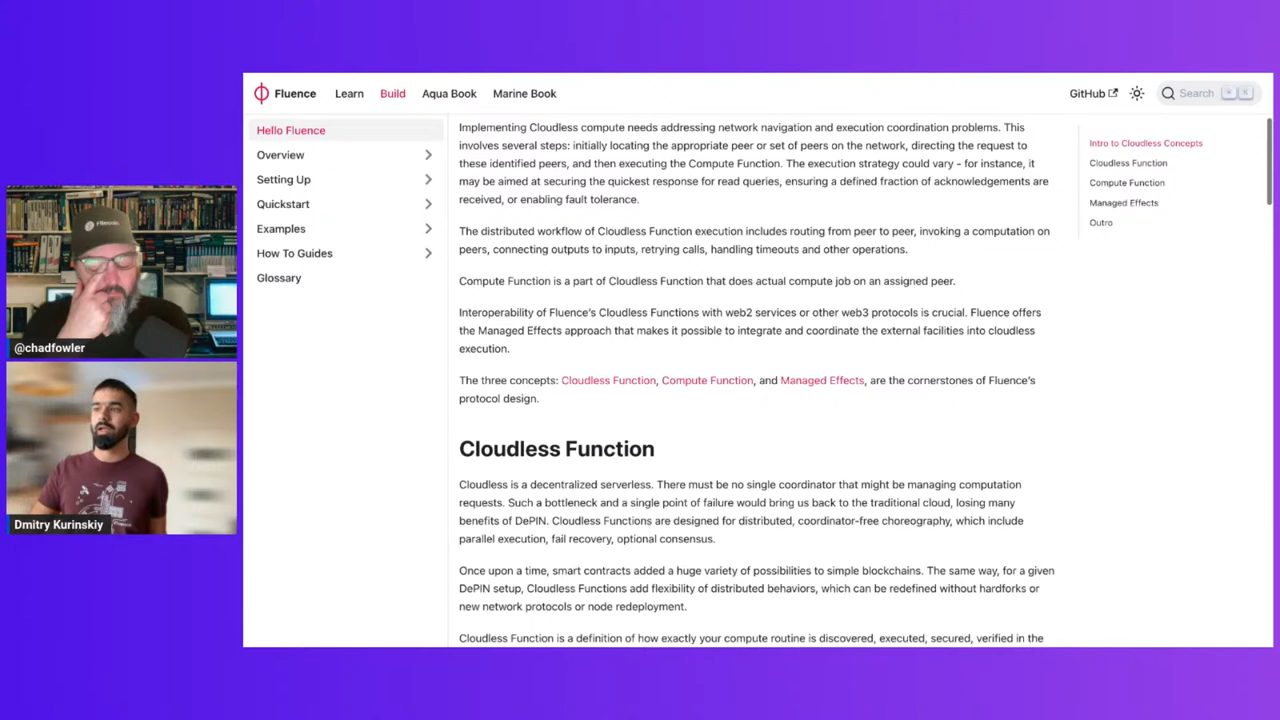 Fluence Learn Build Aqua Book Marine Book GitHub Search ⌘ K
Hello Fluence
Overview
Setting Up
Quickstart
Examples
How To Guides
Glossary
Implementing Cloudless compute needs addressing network navigation and execution coordination problems. This
involves several steps: initially locating the appropriate peer or set of peers on the network, directing the request to
these identified peers, and then executing the Compute Function. The execution strategy could vary - for instance, it
may be aimed at securing the quickest response for read queries, ensuring a defined fraction of acknowledgements are
received, or enabling fault tolerance.
The distributed workflow of Cloudless Function execution includes routing from peer to peer, invoking a computation on
peers, connecting outputs to inputs, retrying calls, handling timeouts and other operations.
Compute Function is a part of Cloudless Function that does actual compute job on an assigned peer.
Interoperability of Fluence's Cloudless Functions with web2 services or other web3 protocols is crucial. Fluence offers
the Managed Effects approach that makes it possible to integrate and coordinate the external facilities into cloudless
execution.
The three concepts: Cloudless Function, Compute Function, and Managed Effects, are the cornerstones of Fluence's
protocol design.
Cloudless Function
Cloudless is a decentralized serverless. There must be no single coordinator that might be managing computation
requests. Such a bottleneck and a single point of failure would bring us back to the traditional cloud, losing many
benefits of DePIN. Cloudless Functions are designed for distributed, coordinator-free choreography, which include
parallel execution, fail recovery, optional consensus.
Once upon a time, smart contracts added a huge variety of possibilities to simple blockchains. The same way, for a given
DePIN setup, Cloudless Functions add flexibility of distributed behaviors, which can be redefined without hardforks or
new network protocols or node redeployment.
Cloudless Function is a definition of how exactly your compute routine is discovered, executed, secured, verified in the
Intro to Cloudless Concepts
Cloudless Function
Compute Function
Managed Effects
Outro
@chadfowler
Dmitry Kurinskiy